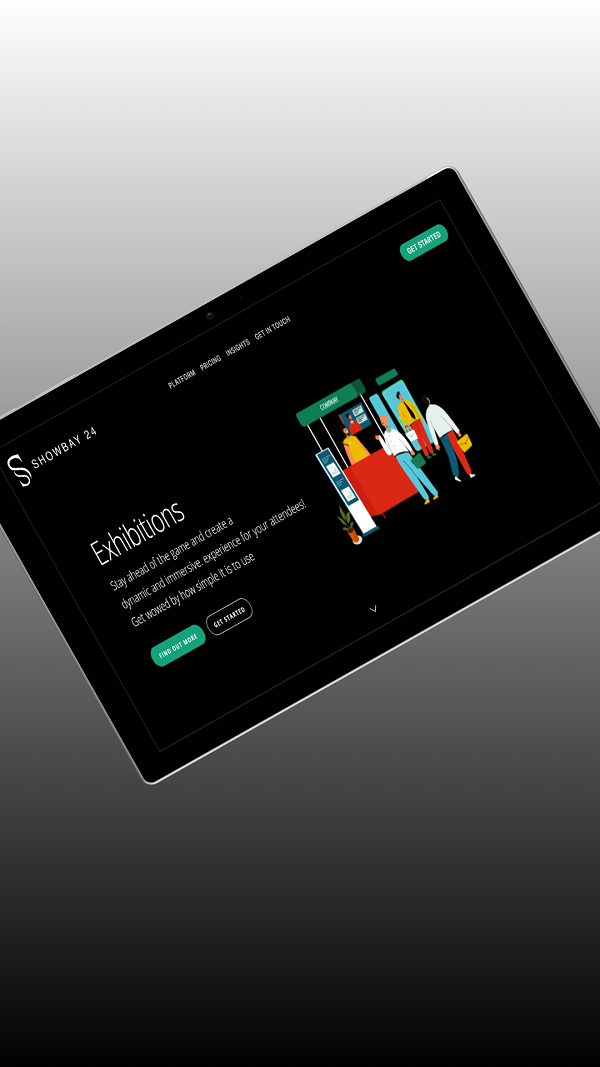 GET STARTED
PLATFORM PRICING INSIGHTS GET IN TOUCH
S SHOWBAY 24
COMPANY
Exhibitions
Stay ahead of the game and create a
dynamic and immersive. experience for your attendees!
Get wowed by how simple it is to use
FIND OUT MORE GET STARTED